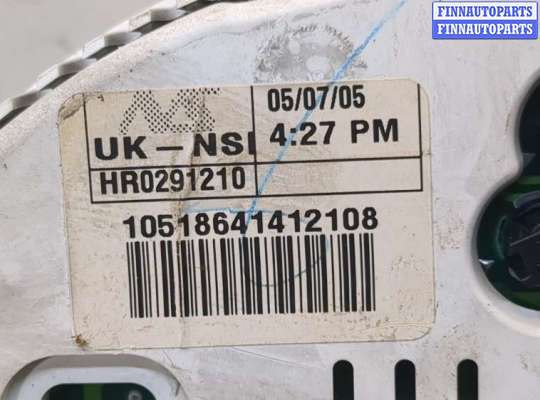 FINNAUTOPARTS
FINNAUTOPARTS
05/07/05
UK-NSI 4:27 PM
HR0291210
10518641412108